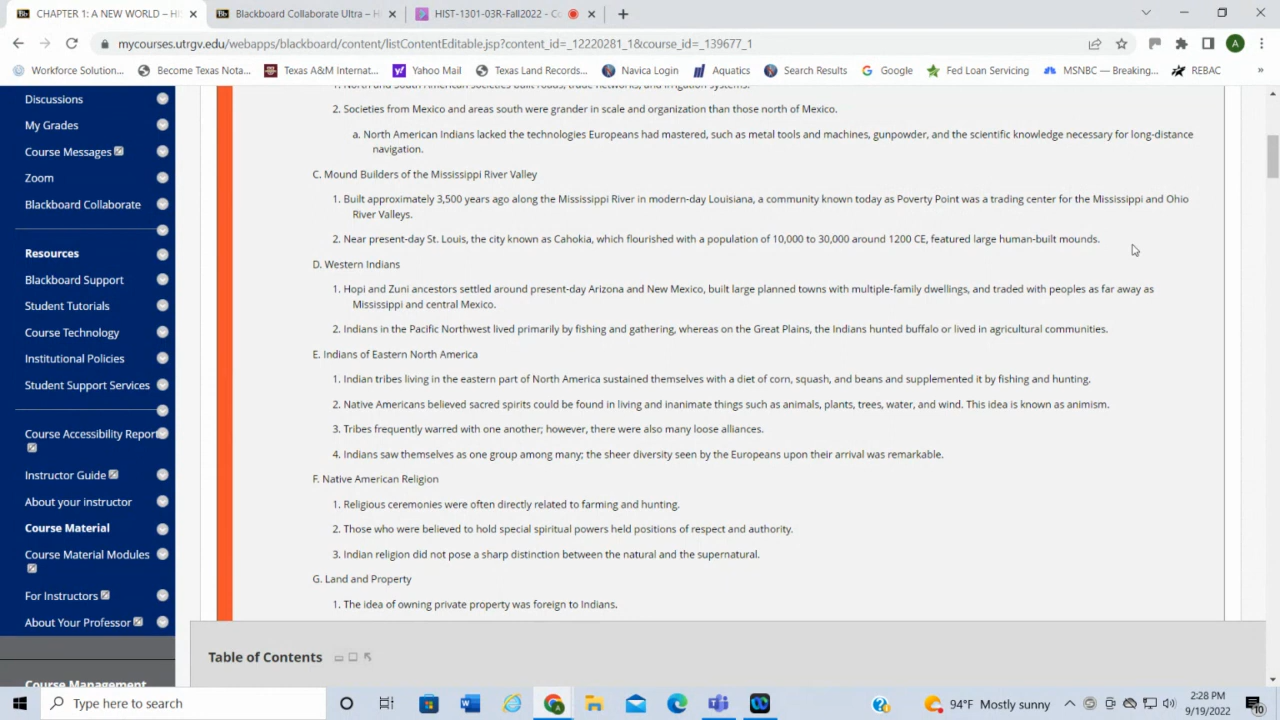 CHAPTER 1: A NEW WORLD – HI
Blackboard Collaborate Ultra – H
HIST-1301-03R-Fall2022 - Co
mycourses.utrgv.edu/webapps/blackboard/content/listContentEditable.jsp?content_id=_12220281_1&course_id=_139677_1
A
Workforce Solution...
Become Texas Nota...
Texas A&M Internat...
Yahoo Mail
Texas Land Records...
Navica Login
Aquatics
Search Results
Google
Fed Loan Servicing
MSNBC — Breaking...
REBAC
»
Discussions
My Grades
Course Messages
Zoom
Blackboard Collaborate
Resources
Blackboard Support
Student Tutorials
Course Technology
Institutional Policies
Student Support Services
Course Accessibility Report
Instructor Guide
About your instructor
Course Material
Course Material Modules
For Instructors
About Your Professor
Course Management
1. North and South American societies built roads, trade networks, and irrigation systems.
2. Societies from Mexico and areas south were grander in scale and organization than those north of Mexico.
a. North American Indians lacked the technologies Europeans had mastered, such as metal tools and machines, gunpowder, and the scientific knowledge necessary for long-distance
navigation.
C. Mound Builders of the Mississippi River Valley
1. Built approximately 3,500 years ago along the Mississippi River in modern-day Louisiana, a community known today as Poverty Point was a trading center for the Mississippi and Ohio
River Valleys.
2. Near present-day St. Louis, the city known as Cahokia, which flourished with a population of 10,000 to 30,000 around 1200 CE, featured large human-built mounds.
D. Western Indians
1. Hopi and Zuni ancestors settled around present-day Arizona and New Mexico, built large planned towns with multiple-family dwellings, and traded with peoples as far away as
Mississippi and central Mexico.
2. Indians in the Pacific Northwest lived primarily by fishing and gathering, whereas on the Great Plains, the Indians hunted buffalo or lived in agricultural communities.
E. Indians of Eastern North America
1. Indian tribes living in the eastern part of North America sustained themselves with a diet of corn, squash, and beans and supplemented it by fishing and hunting.
2. Native Americans believed sacred spirits could be found in living and inanimate things such as animals, plants, trees, water, and wind. This idea is known as animism.
3. Tribes frequently warred with one another; however, there were also many loose alliances.
4. Indians saw themselves as one group among many; the sheer diversity seen by the Europeans upon their arrival was remarkable.
F. Native American Religion
1. Religious ceremonies were often directly related to farming and hunting.
2. Those who were believed to hold special spiritual powers held positions of respect and authority.
3. Indian religion did not pose a sharp distinction between the natural and the supernatural.
G. Land and Property
1. The idea of owning private property was foreign to Indians.
Table of Contents
Type here to search
94°F Mostly sunny
2:28 PM
9/19/2022
10